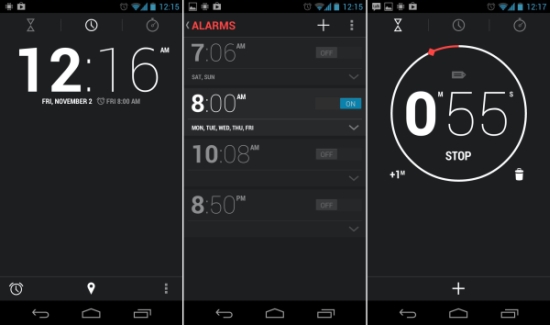 12:15
12:16 AM
FRI, NOVEMBER 2 FRI 8:00 AM
12:15
ALARMS
7:06 AM OFF
SAT, SUN
8:00 AM ON
MON, TUE, WED, THU, FRI
10:08 AM OFF
8:50 PM OFF
12:17
0 M 55 S
STOP
+1M